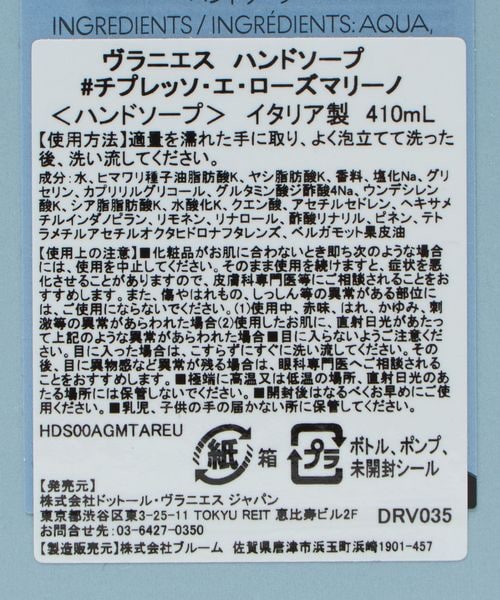 INGREDIENTS / INGRÉDIENTS: AQUA,
ヴラニエス ハンドソープ
#チプレッソ・エ・ローズマリーノ
＜ハンドソープ＞ イタリア製 410mL
【使用方法】適量を濡れた手に取り、よく泡立てて洗った
後、洗い流してください。
成分：水、ヒマワリ種子油脂肪酸K、ヤシ脂肪酸K、香料、塩化Na、グリ
セリン、カプリリルグリコール、グルタミン酸ジ酢酸4Na、ウンデシレン
酸K、シア脂脂肪酸K、水酸化K、クエン酸、アセチルセドレン、ヘキサメ
チルインダノピラン、リモネン、リナロール、酢酸リナリル、ピネン、テト
ラメチルアセチルオクタヒドロナフタレンズ、ベルガモット果皮油
【使用上の注意】■化粧品がお肌に合わないとき即ち次のような場合
には、使用を中止してください。そのまま使用を続けますと、症状を悪
化させることがありますので、皮膚科専門医等にご相談されることをお
すすめします。また、傷やはれもの、しっしん等の異常がある部位に
は、ご使用にならないでください。(1)使用中、赤味、はれ、かゆみ、刺
激等の異常があらわれた場合(2)使用したお肌に、直射日光があたっ
て上記のような異常があらわれた場合■目に入らないようご注意くだ
さい。目に入った場合は、こすらずにすぐに洗い流してください。その
後、目に異物感など異常が残る場合は、眼科専門医へご相談される
ことをおすすめします。■極端に高温又は低温の場所、直射日光のあ
たる場所には保管しないでください。■開封後はなるべくお早めにご使
用ください。■乳児、子供の手の届かない所に保管してください。
HDS00AGMTAREU
紙 箱 プラ ボトル、ポンプ、
未開封シール
【発売元】
株式会社ドットール・ヴラニエス ジャパン
東京都渋谷区東3-25-11 TOKYU REIT 恵比寿ビル2F
お問合せ先：03-6427-0350 DRV035
【製造販売元】株式会社ブルーム 佐賀県唐津市浜玉町浜崎1901-457